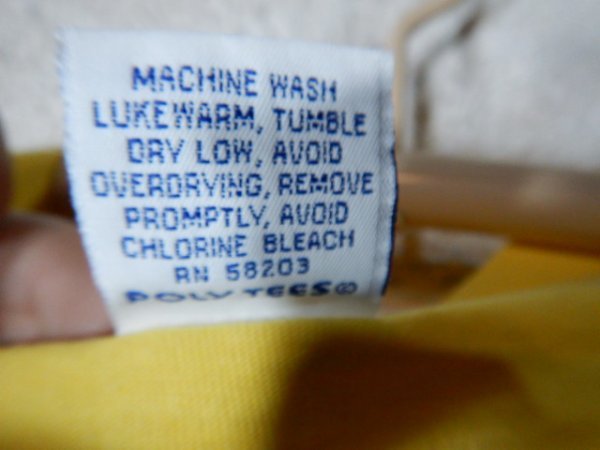 MACHINE WASH
LUKEWARM, TUMBLE
DRY LOW, AVOID
OVERDRYING, REMOVE
PROMPTLY, AVOID
CHLORINE BLEACH
RN 58203
POLY TEES®